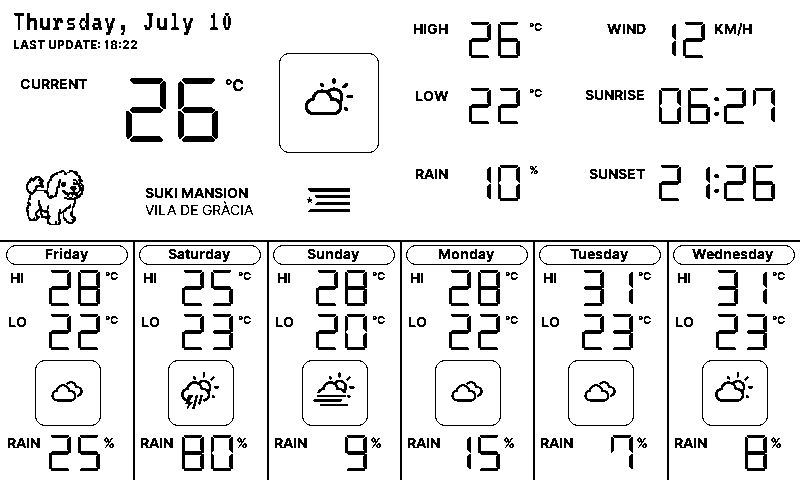 Thursday, July 10
LAST UPDATE: 18:22
CURRENT 26 °C
HIGH 26 °C
LOW 22 °C
RAIN 10 %
WIND 12 KM/H
SUNRISE 06:27
SUNSET 21:26
SUKI MANSION
VILA DE GRÀCIA
Friday
HI 28 °C
LO 22 °C
RAIN 25 %
Saturday
HI 25 °C
LO 23 °C
RAIN 80 %
Sunday
HI 28 °C
LO 20 °C
RAIN 9 %
Monday
HI 28 °C
LO 22 °C
RAIN 15 %
Tuesday
HI 31 °C
LO 23 °C
RAIN 7 %
Wednesday
HI 31 °C
LO 23 °C
RAIN 8 %